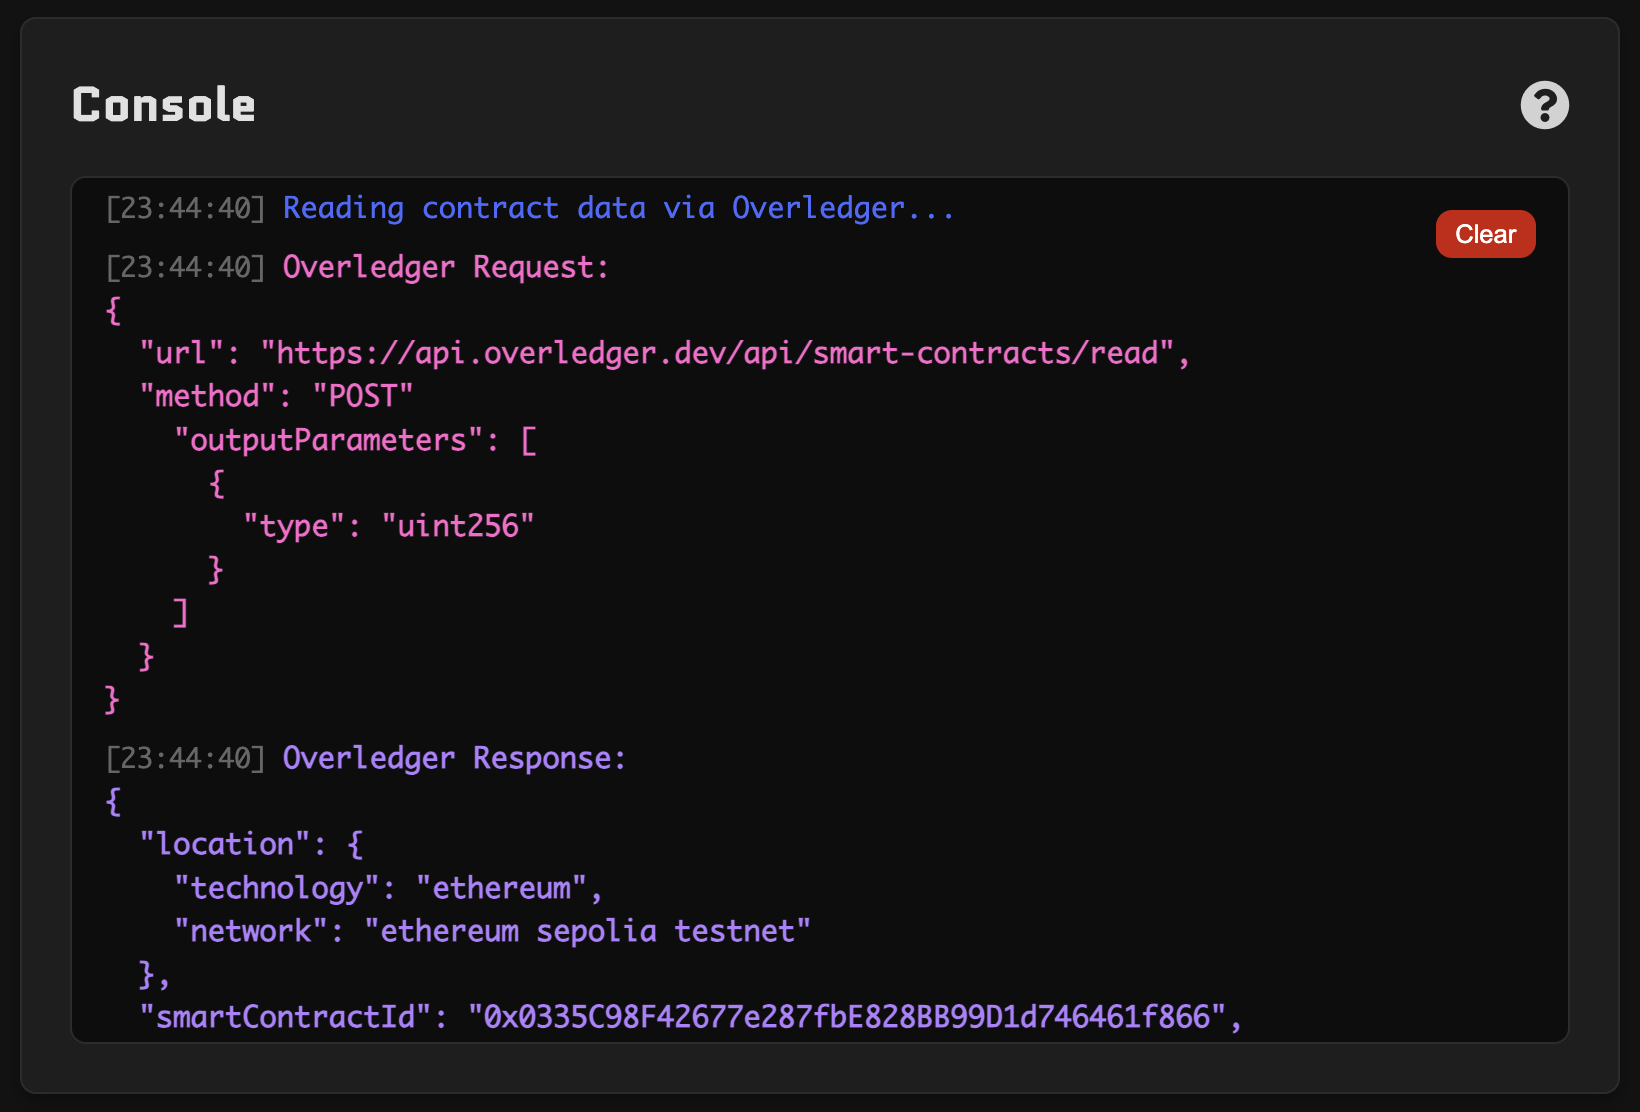 Console
[23:44:40] Reading contract data via Overledger...
Clear
[23:44:40] Overledger Request:
{
  "url": "https://api.overledger.dev/api/smart-contracts/read",
  "method": "POST"
    "outputParameters": [
      {
        "type": "uint256"
      }
    ]
  }
}
[23:44:40] Overledger Response:
{
  "location": {
    "technology": "ethereum",
    "network": "ethereum sepolia testnet"
  },
  "smartContractId": "0x0335C98F42677e287fbE828BB99D1d746461f866",